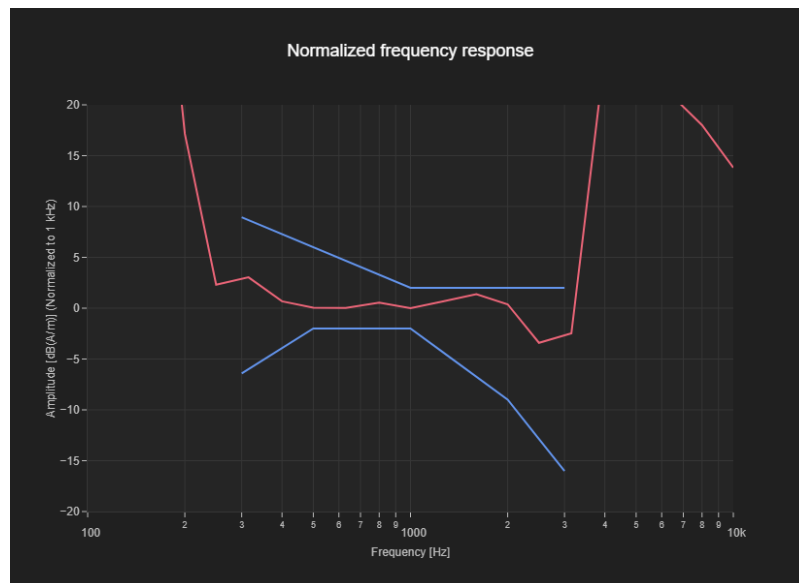 Normalized frequency response
Amplitude [dB(A/m)] (Normalized to 1 kHz)
20
15
10
5
0
−5
−10
−15
−20
100 2 3 4 5 6 7 8 9 1000 2 3 4 5 6 7 8 9 10k
Frequency [Hz]